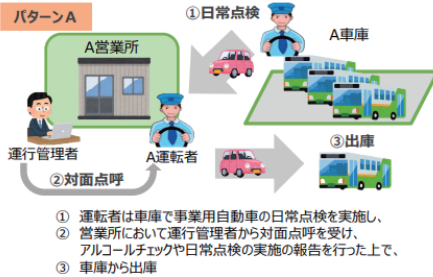 パターンA
①日常点検
A営業所
A車庫
運行管理者
A運転者
②対面点呼
③出庫
① 運転者は車庫で事業用自動車の日常点検を実施し、
② 営業所において運行管理者から対面点呼を受け、
アルコールチェックや日常点検の実施の報告を行った上で、
③ 車庫から出庫